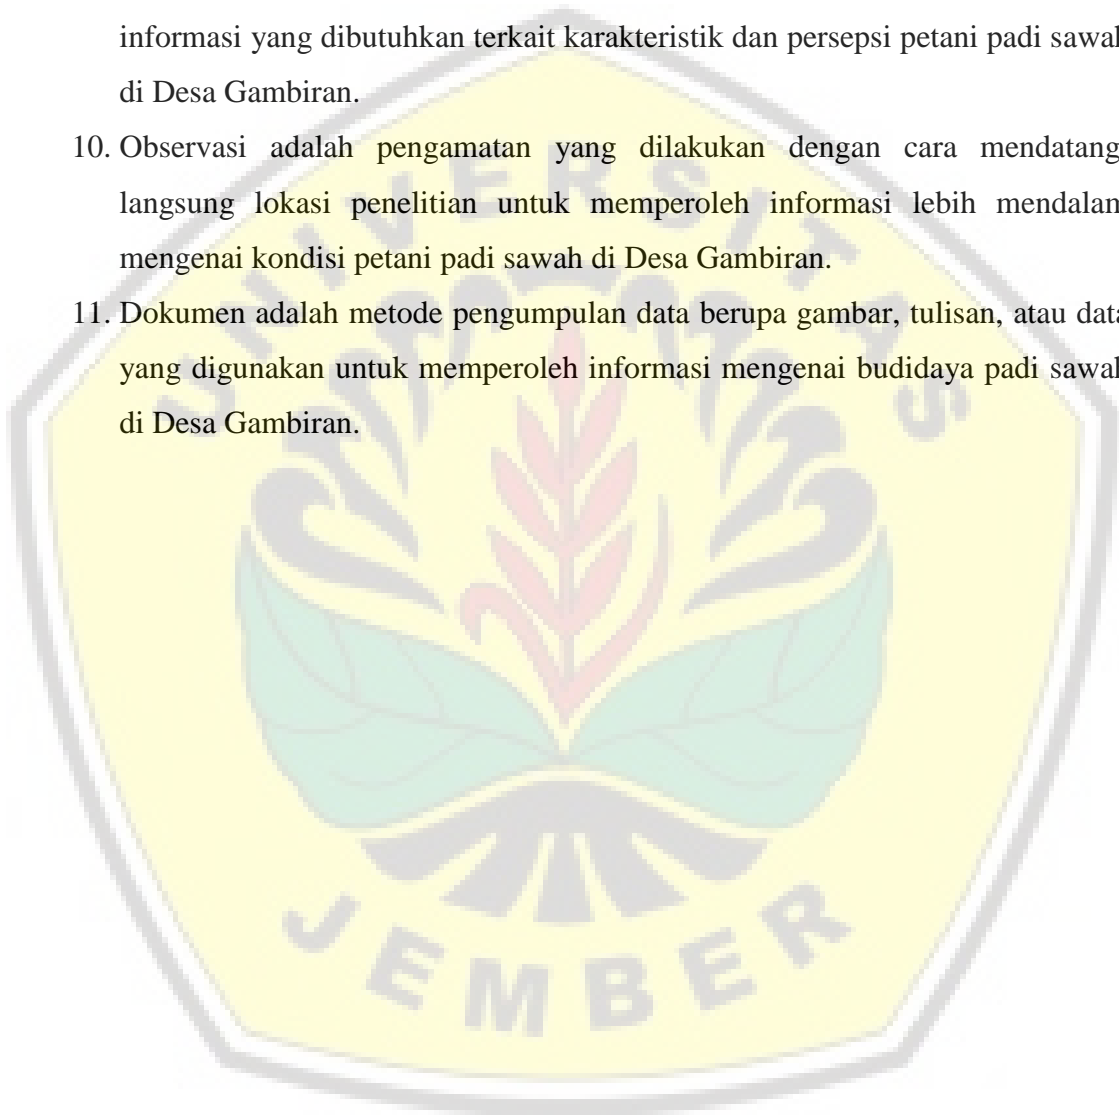 informasi yang dibutuhkan terkait karakteristik dan persepsi petani padi sawah
di Desa Gambiran.
10. Observasi adalah pengamatan yang dilakukan dengan cara mendatang
langsung lokasi penelitian untuk memperoleh informasi lebih mendalam
mengenai kondisi petani padi sawah di Desa Gambiran.
11. Dokumen adalah metode pengumpulan data berupa gambar, tulisan, atau data
yang digunakan untuk memperoleh informasi mengenai budidaya padi sawah
di Desa Gambiran.
UNIVERSITAS
JEMBER